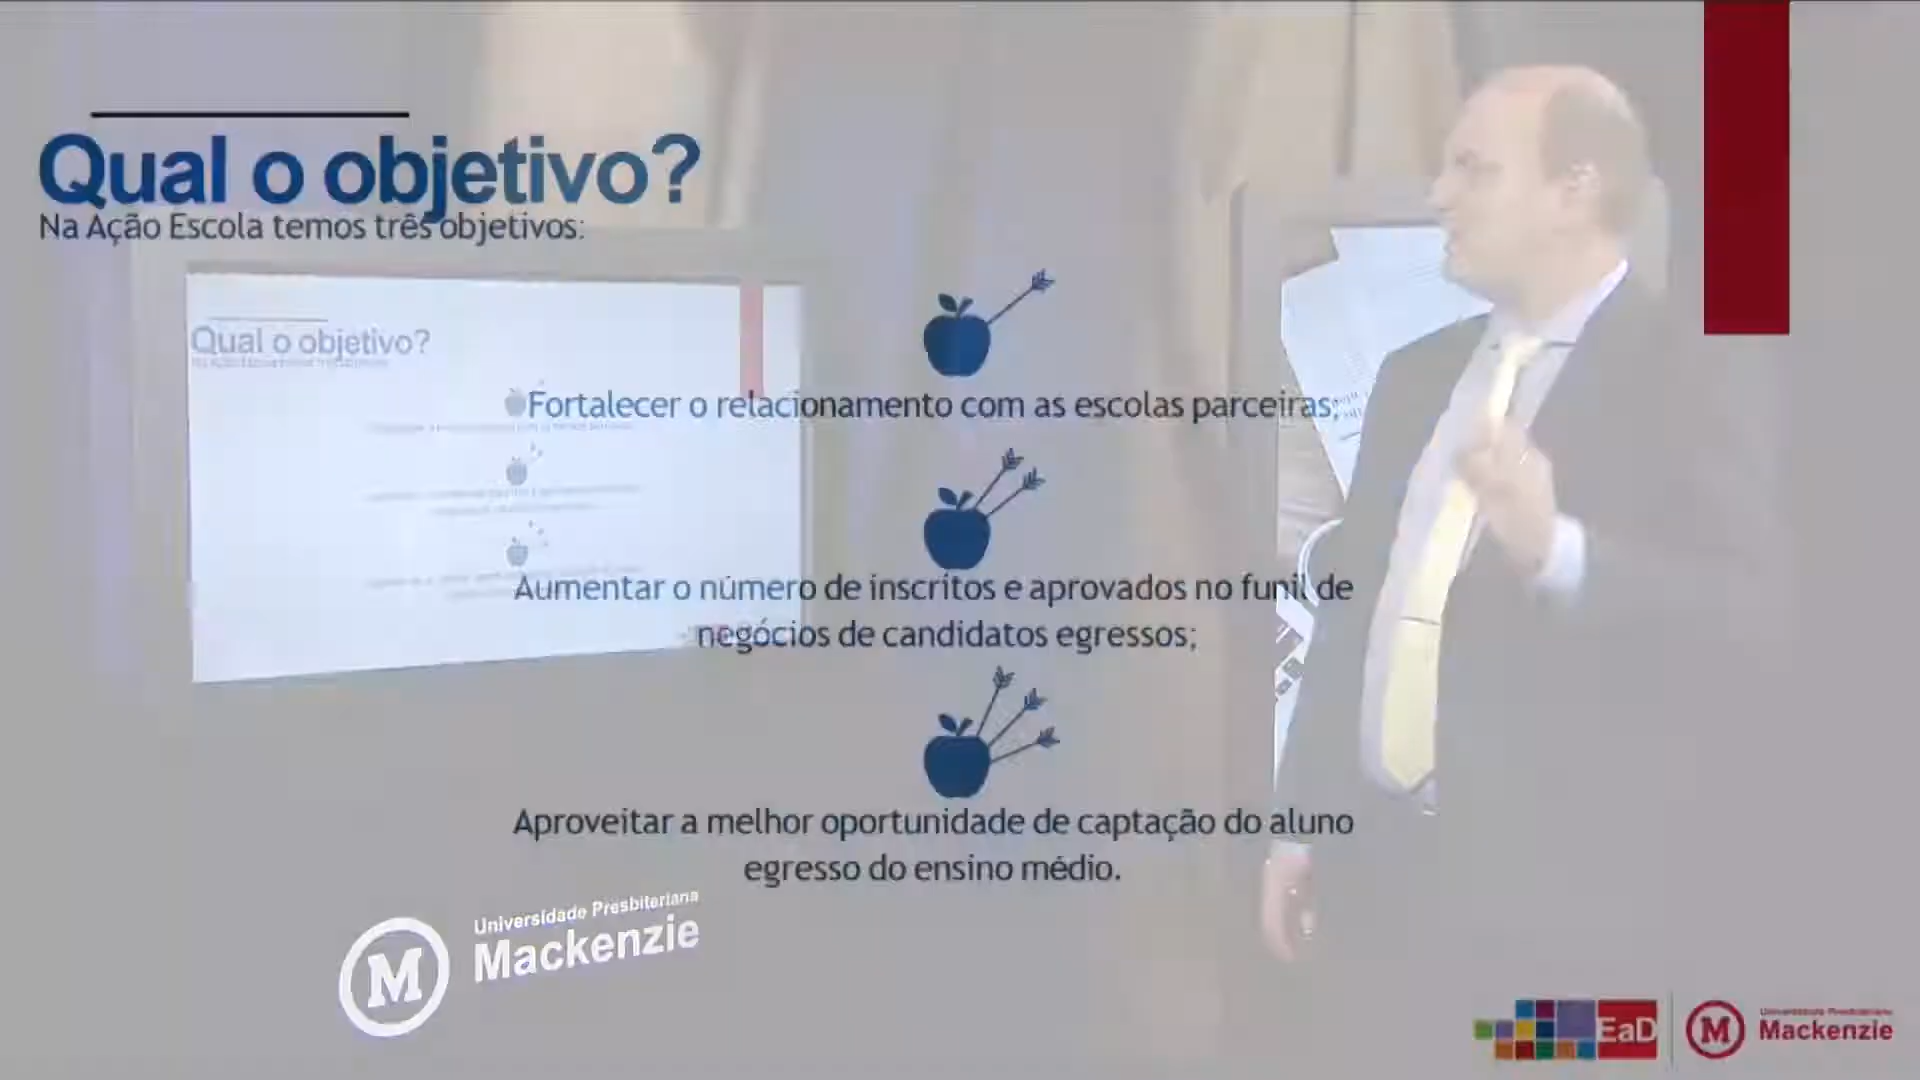 Qual o objetivo?
Na Ação Escola temos três objetivos:
Qual o objetivo?
Fortalecer o relacionamento com as escolas parceiras;
Aumentar o número de inscritos e aprovados no funil de
negócios de candidatos egressos;
Aproveitar a melhor oportunidade de captação do aluno
egresso do ensino médio.
M
Universidade Presbiteriana
Mackenzie
EaD
M
Universidade Presbiteriana
Mackenzie